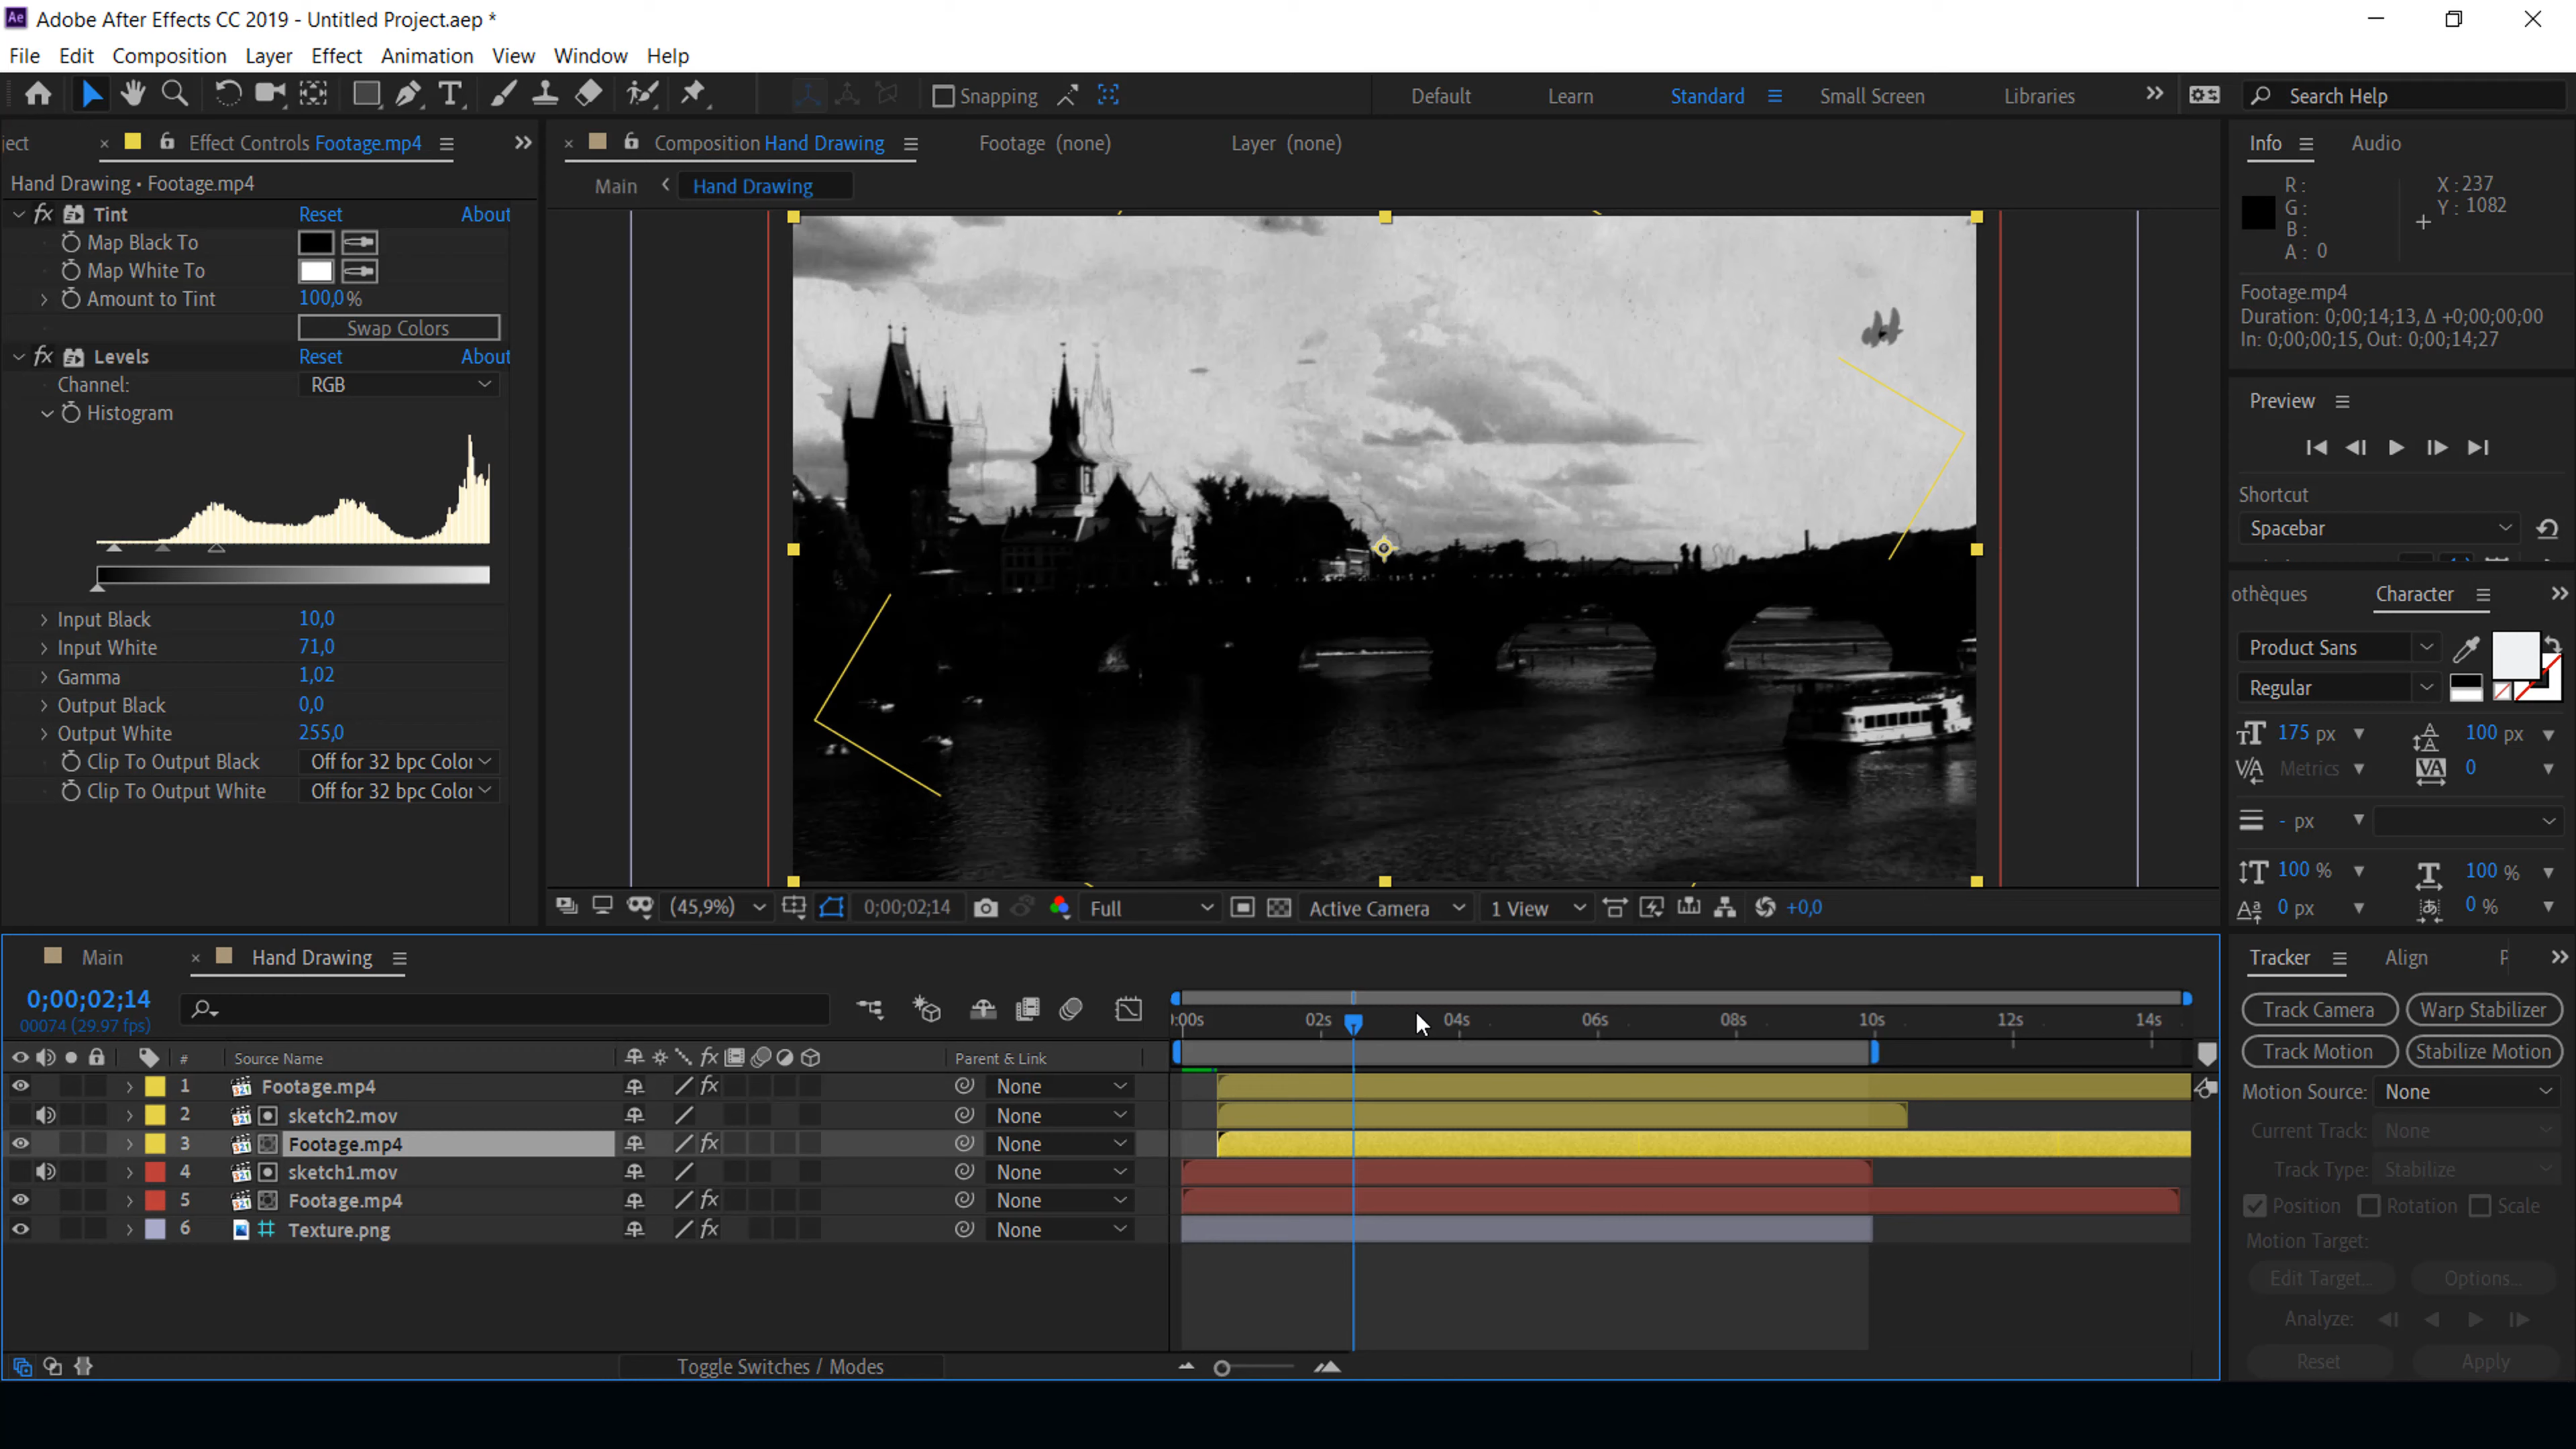 Ae Adobe After Effects CC 2019 - Untitled Project.aep *
File Edit Composition Layer Effect Animation View Window Help
Snapping Default Learn Standard Small Screen Libraries Search Help
ject × Effect Controls Footage.mp4
Hand Drawing • Footage.mp4
fx Tint Reset About
Map Black To
Map White To
Amount to Tint 100,0%
Swap Colors
fx Levels Reset About
Channel: RGB
Histogram
Input Black 10,0
Input White 71,0
Gamma 1,02
Output Black 0,0
Output White 255,0
Clip To Output Black Off for 32 bpc Color
Clip To Output White Off for 32 bpc Color
× Composition Hand Drawing Footage (none) Layer (none)
Main Hand Drawing
(45,9%) 0;00;02;14 Full Active Camera 1 View +0,0
Info Audio
R : X : 237
G : Y : 1082
B :
A : 0
Footage.mp4
Duration: 0;00;14;13, Δ +0;00;00;00
In: 0;00;00;15, Out: 0;00;14;27
Preview
Shortcut
Spacebar
othèques Character
Product Sans
Regular
175 px 100 px
Metrics 0
- px
100 % 100 %
0 px 0 %
Main × Hand Drawing
0;00;02;14
00074 (29.97 fps)
:00s 02s 04s 06s 08s 10s 12s 14s
# Source Name fx Parent & Link
1 Footage.mp4 fx None
2 sketch2.mov None
3 Footage.mp4 fx None
4 sketch1.mov None
5 Footage.mp4 fx None
6 Texture.png fx None
Toggle Switches / Modes
Tracker Align P
Track Camera Warp Stabilizer
Track Motion Stabilize Motion
Motion Source: None
Current Track: None
Track Type: Stabilize
Position Rotation Scale
Motion Target:
Edit Target... Options...
Analyze:
Reset Apply